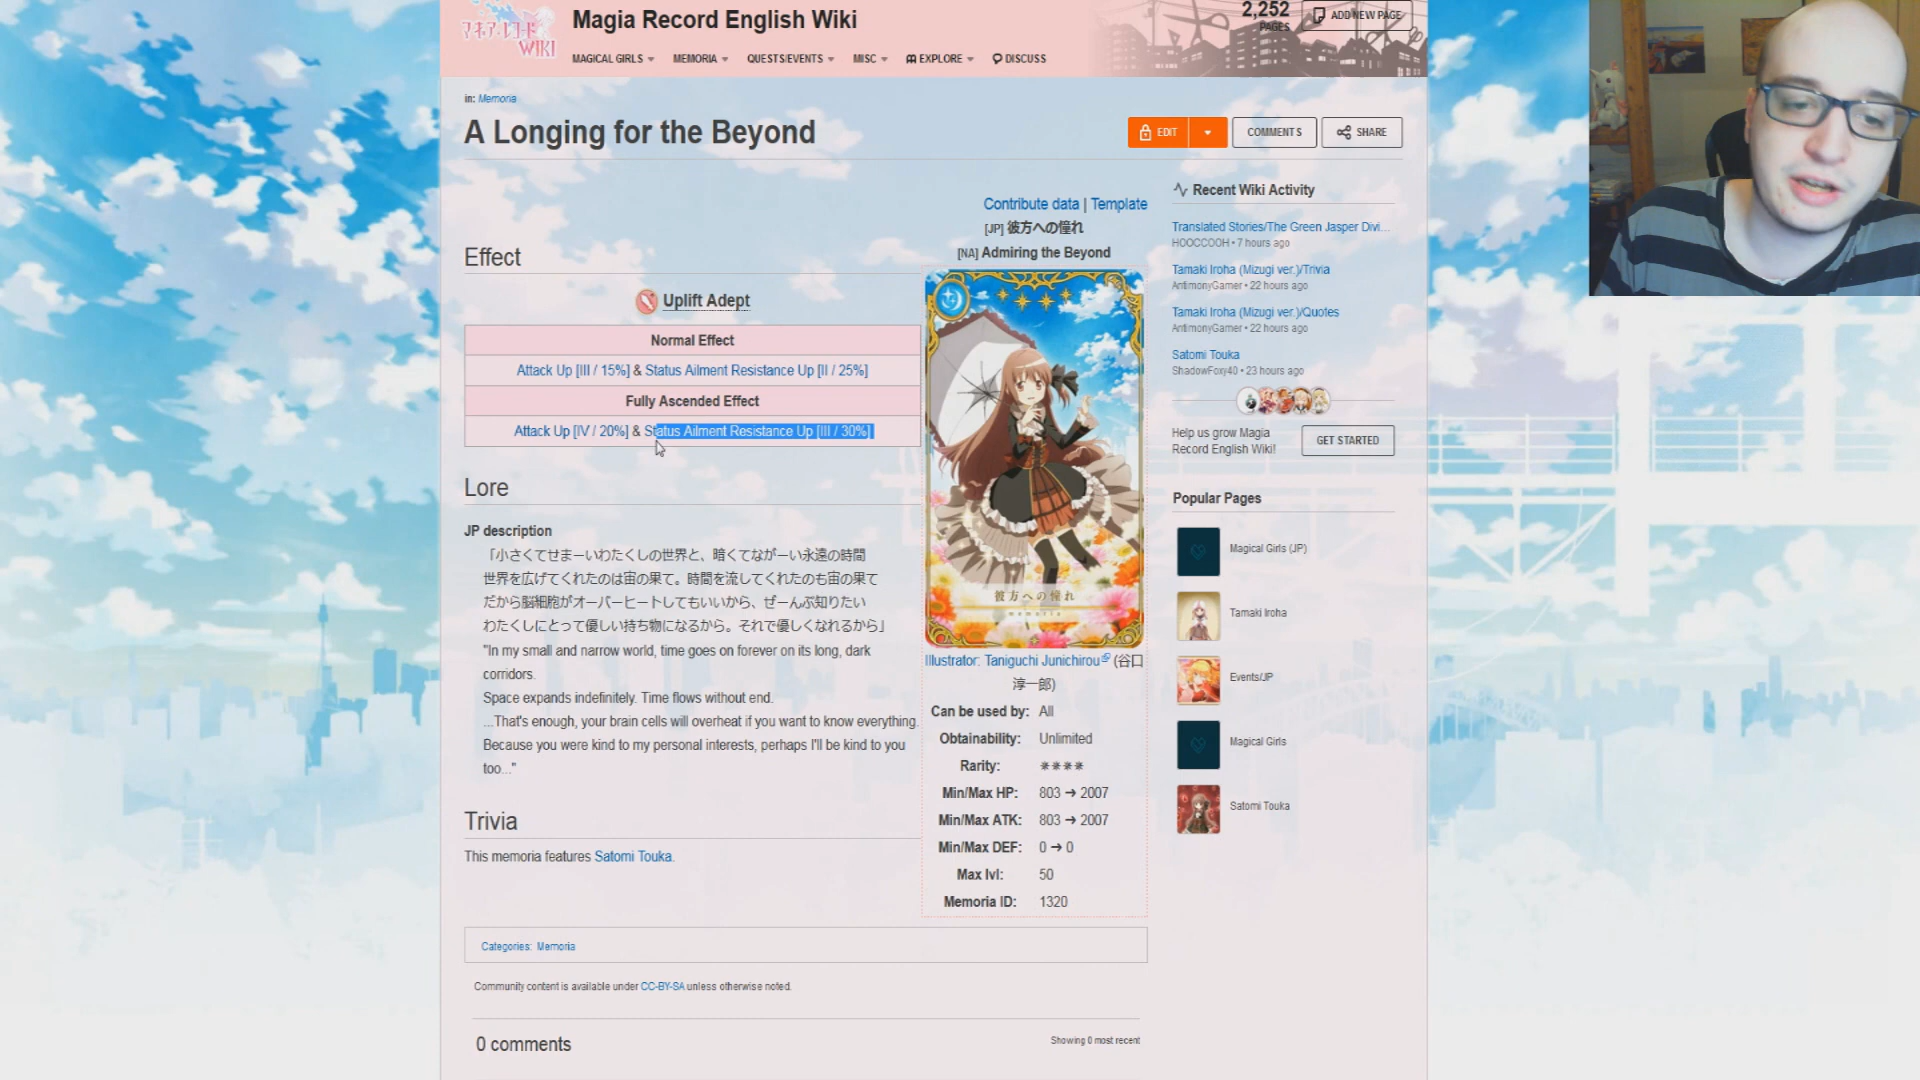 マギア・レコード
WIKI
Magia Record English Wiki
2,252
PAGES
ADD NEW PAGE
MAGICAL GIRLS
MEMORIA
QUESTS/EVENTS
MISC
EXPLORE
DISCUSS
in: Memoria
A Longing for the Beyond
EDIT
COMMENTS
SHARE
Contribute data | Template
[JP] 彼方への憧れ
[NA] Admiring the Beyond
Effect
Uplift Adept
Normal Effect
Attack Up [III / 15%] & Status Ailment Resistance Up [II / 25%]
Fully Ascended Effect
Attack Up [IV / 20%] & Status Ailment Resistance Up [III / 30%]
Lore
JP description
「小さくてせまーいわたくしの世界と、暗くてながーい永遠の時間
世界を広げてくれたのは宙の果て。時間を流してくれたのも宙の果て
だから脳細胞がオーバーヒートしてもいいから、ぜーんぶ知りたい
わたくしにとって優しい持ち物になるから。それで優しくなれるから」
"In my small and narrow world, time goes on forever on its long, dark
corridors.
Space expands indefinitely. Time flows without end.
...That's enough, your brain cells will overheat if you want to know everything.
Because you were kind to my personal interests, perhaps I'll be kind to you
too..."
Trivia
This memoria features Satomi Touka.
彼方への憧れ
memoria
Illustrator: Taniguchi Junichirou (谷口
淳一郎)
Can be used by: All
Obtainability: Unlimited
Rarity: ✷✷✷✷
Min/Max HP: 803 → 2007
Min/Max ATK: 803 → 2007
Min/Max DEF: 0 → 0
Max lvl: 50
Memoria ID: 1320
Categories: Memoria
Community content is available under CC-BY-SA unless otherwise noted.
0 comments
Showing 0 most recent
Recent Wiki Activity
Translated Stories/The Green Jasper Divi...
HOOCCOOH • 7 hours ago
Tamaki Iroha (Mizugi ver.)/Trivia
AntimonyGamer • 22 hours ago
Tamaki Iroha (Mizugi ver.)/Quotes
AntimonyGamer • 22 hours ago
Satomi Touka
ShadowFoxy40 • 23 hours ago
Help us grow Magia
Record English Wiki!
GET STARTED
Popular Pages
Magical Girls (JP)
Tamaki Iroha
Events/JP
Magical Girls
Satomi Touka